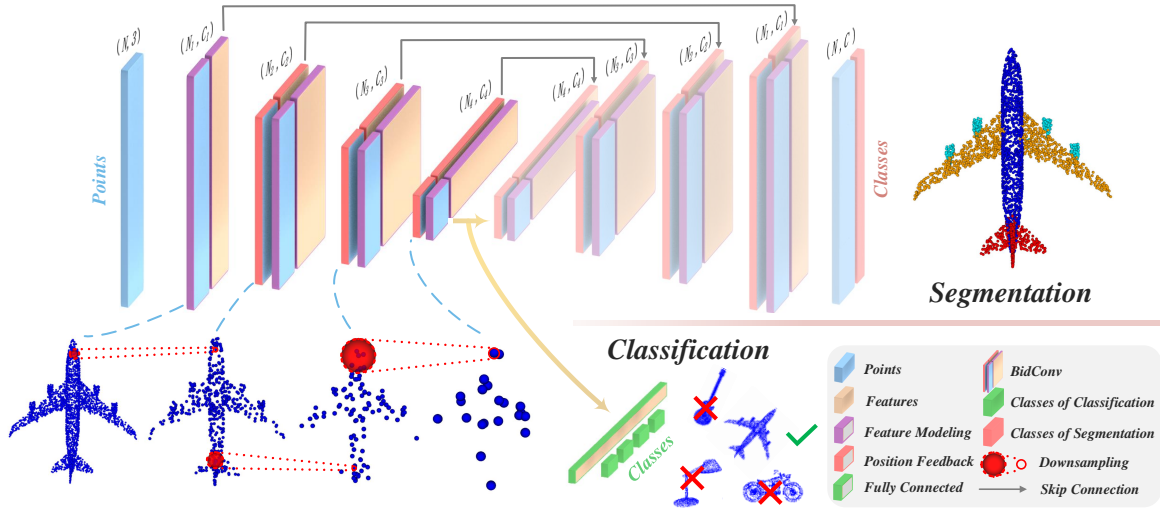 (N, 3)
(N₁, C₁)
(N₂, C₂)
(N₃, C₃)
(N₄, C₄)
(N₄, C₄)
(N₃, C₃)
(N₂, C₂)
(N₁, C₁)
(N, C)
Points
Classes
Segmentation
Classification
Classes
Points
Features
Feature Modeling
Position Feedback
Fully Connected
BidConv
Classes of Classification
Classes of Segmentation
Downsampling
Skip Connection